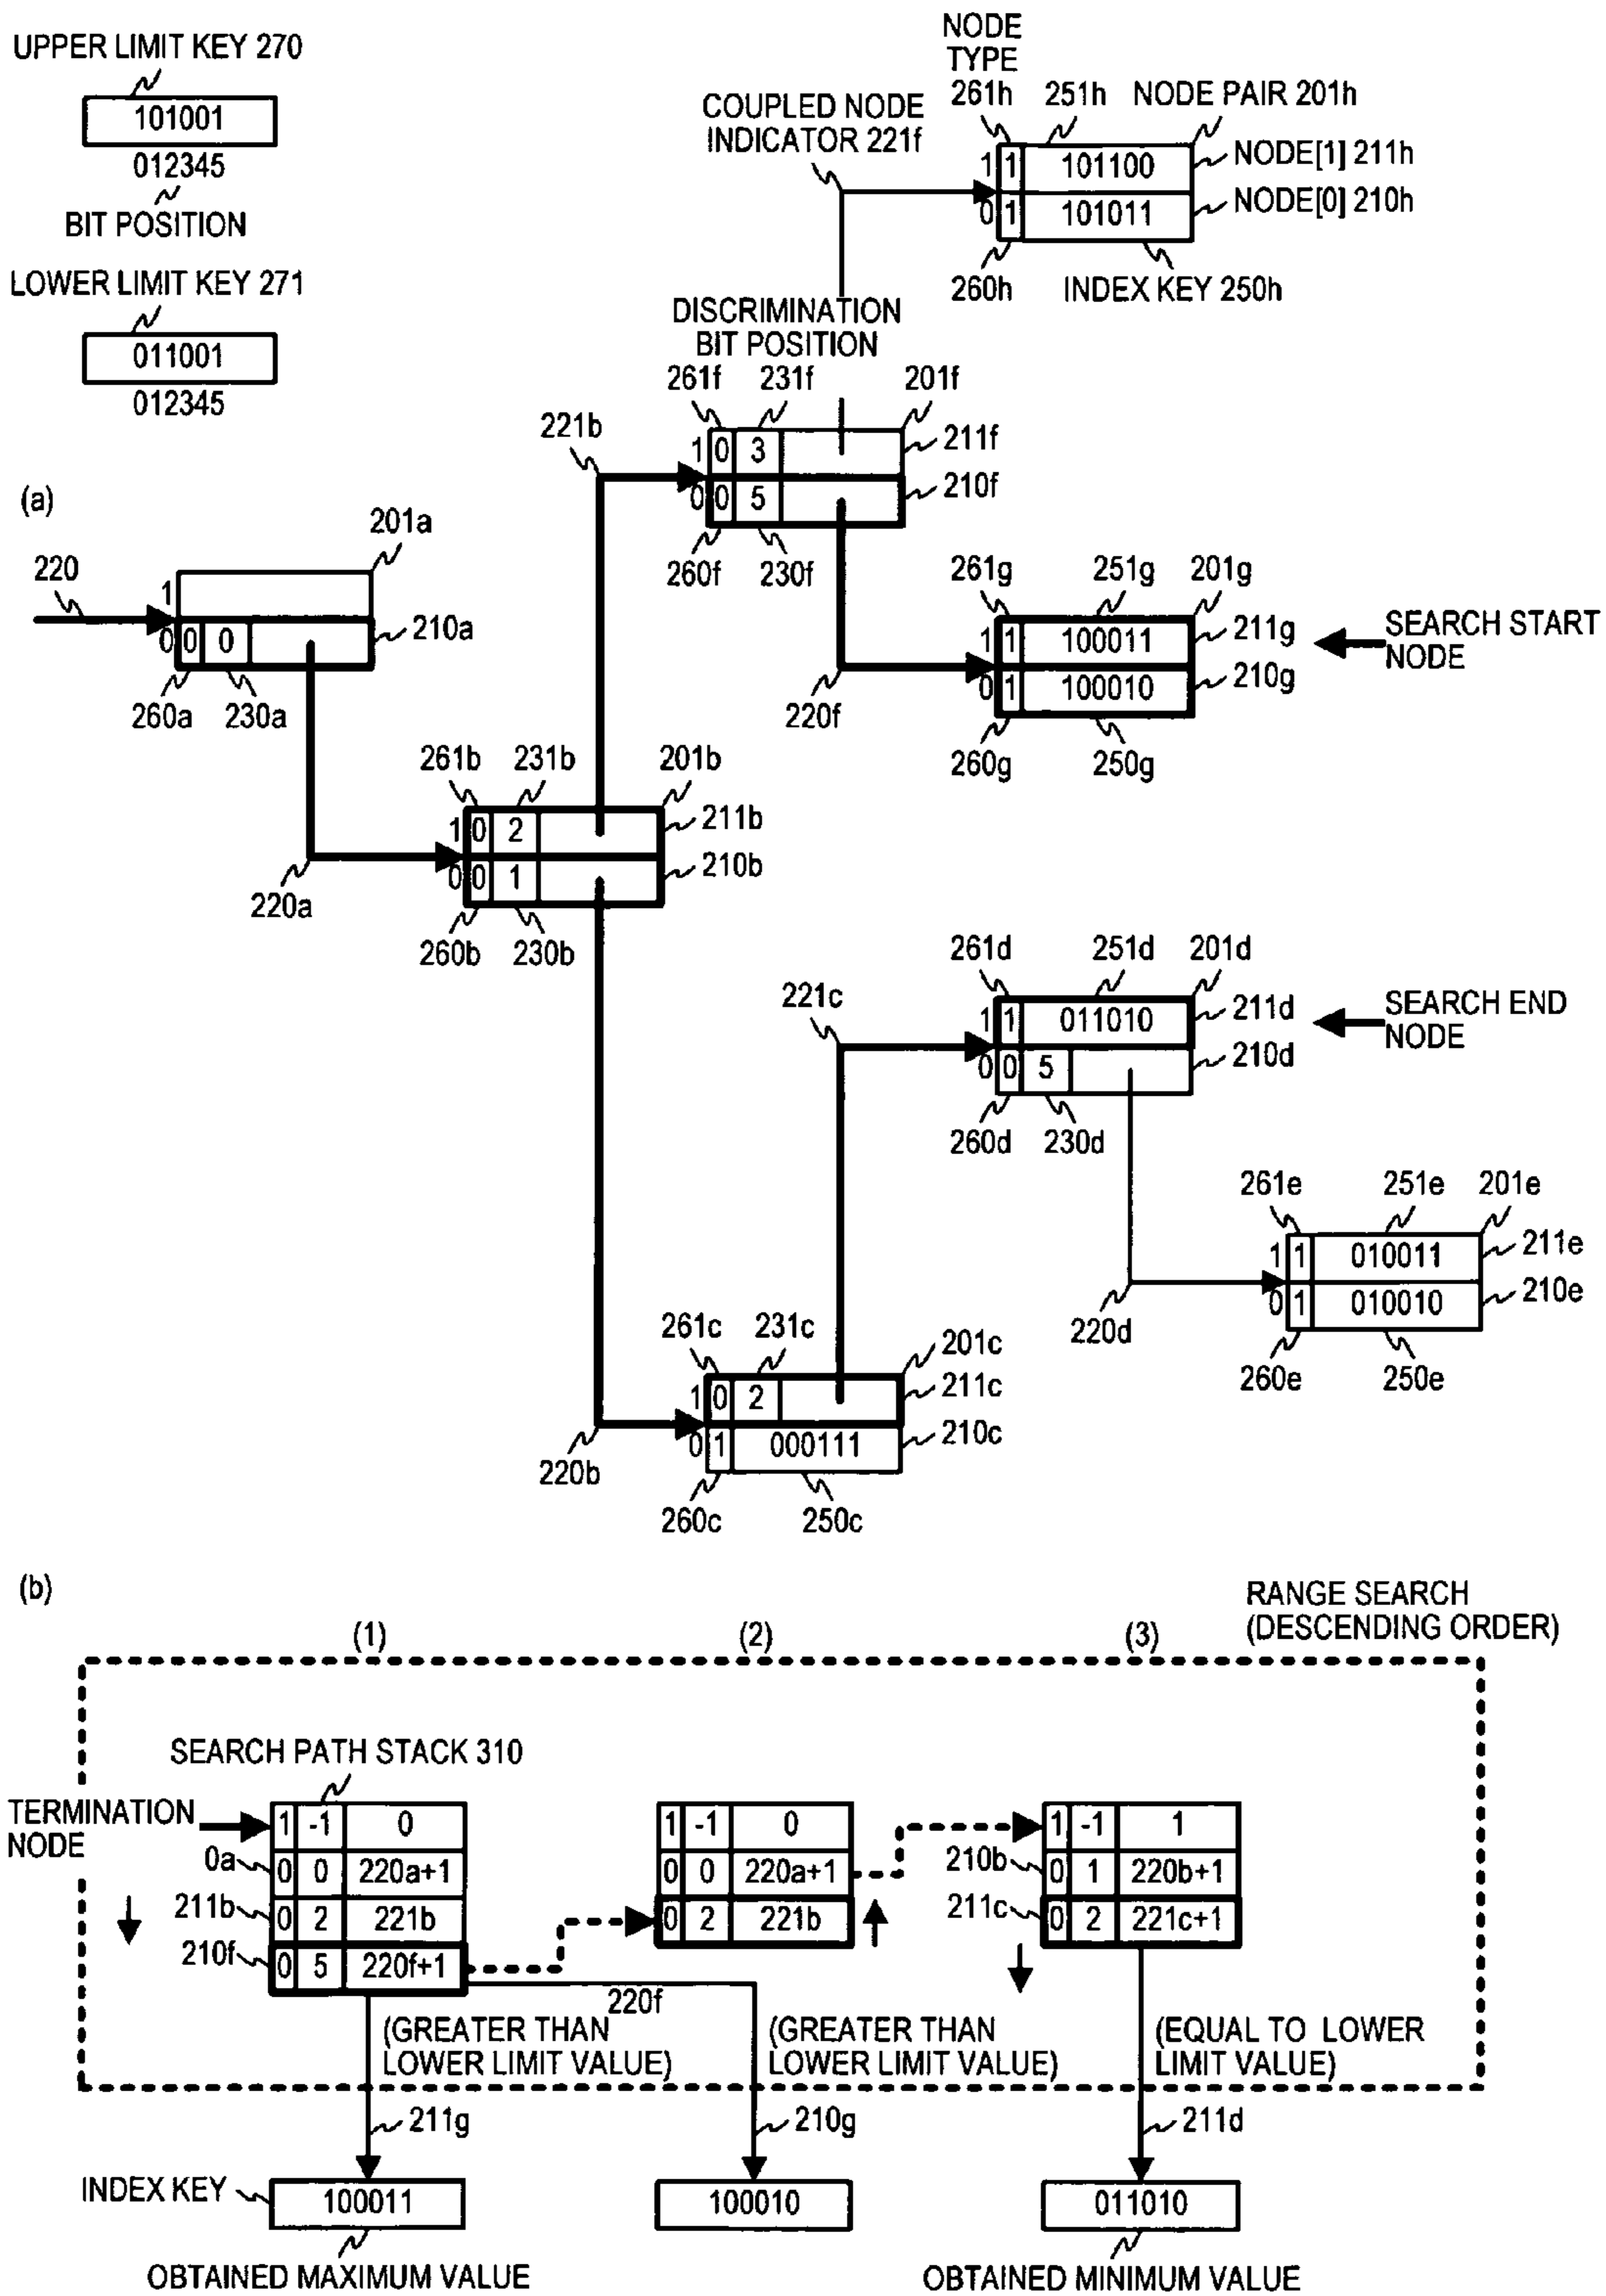 UPPER LIMIT KEY 270
101001
012345
BIT POSITION
LOWER LIMIT KEY 271
011001
012345
NODE
TYPE
261h 251h NODE PAIR 201h
COUPLED NODE
INDICATOR 221f
1 1 101100 NODE[1] 211h
0 1 101011 NODE[0] 210h
260h INDEX KEY 250h
DISCRIMINATION
BIT POSITION
261f 231f 201f
221b
1 0 3 211f
0 0 5 210f
260f 230f
(a)
201a
220
1
0 0 0 210a
260a 230a
220a
261g 251g 201g
1 1 100011 211g
0 1 100010 210g
SEARCH START
NODE
220f
260g 250g
261b 231b 201b
1 0 2 211b
0 0 1 210b
260b 230b
261d 251d 201d
221c
1 1 011010 211d
0 0 5 210d
SEARCH END
NODE
260d 230d
261e 251e 201e
1 1 010011 211e
0 1 010010 210e
220d
260e 250e
261c 231c 201c
1 0 2 211c
0 1 000111 210c
220b
260c 250c
(b)
RANGE SEARCH
(DESCENDING ORDER)
(1) (2) (3)
SEARCH PATH STACK 310
TERMINATION
NODE
1 -1 0
0a 0 0 220a+1
211b 0 2 221b
210f 0 5 220f+1
1 -1 0
0 0 220a+1
0 2 221b
1 -1 1
210b 0 1 220b+1
211c 0 2 221c+1
220f
(GREATER THAN
LOWER LIMIT VALUE)
(GREATER THAN
LOWER LIMIT VALUE)
(EQUAL TO LOWER
LIMIT VALUE)
211g 210g 211d
INDEX KEY
100011 100010 011010
OBTAINED MAXIMUM VALUE
OBTAINED MINIMUM VALUE